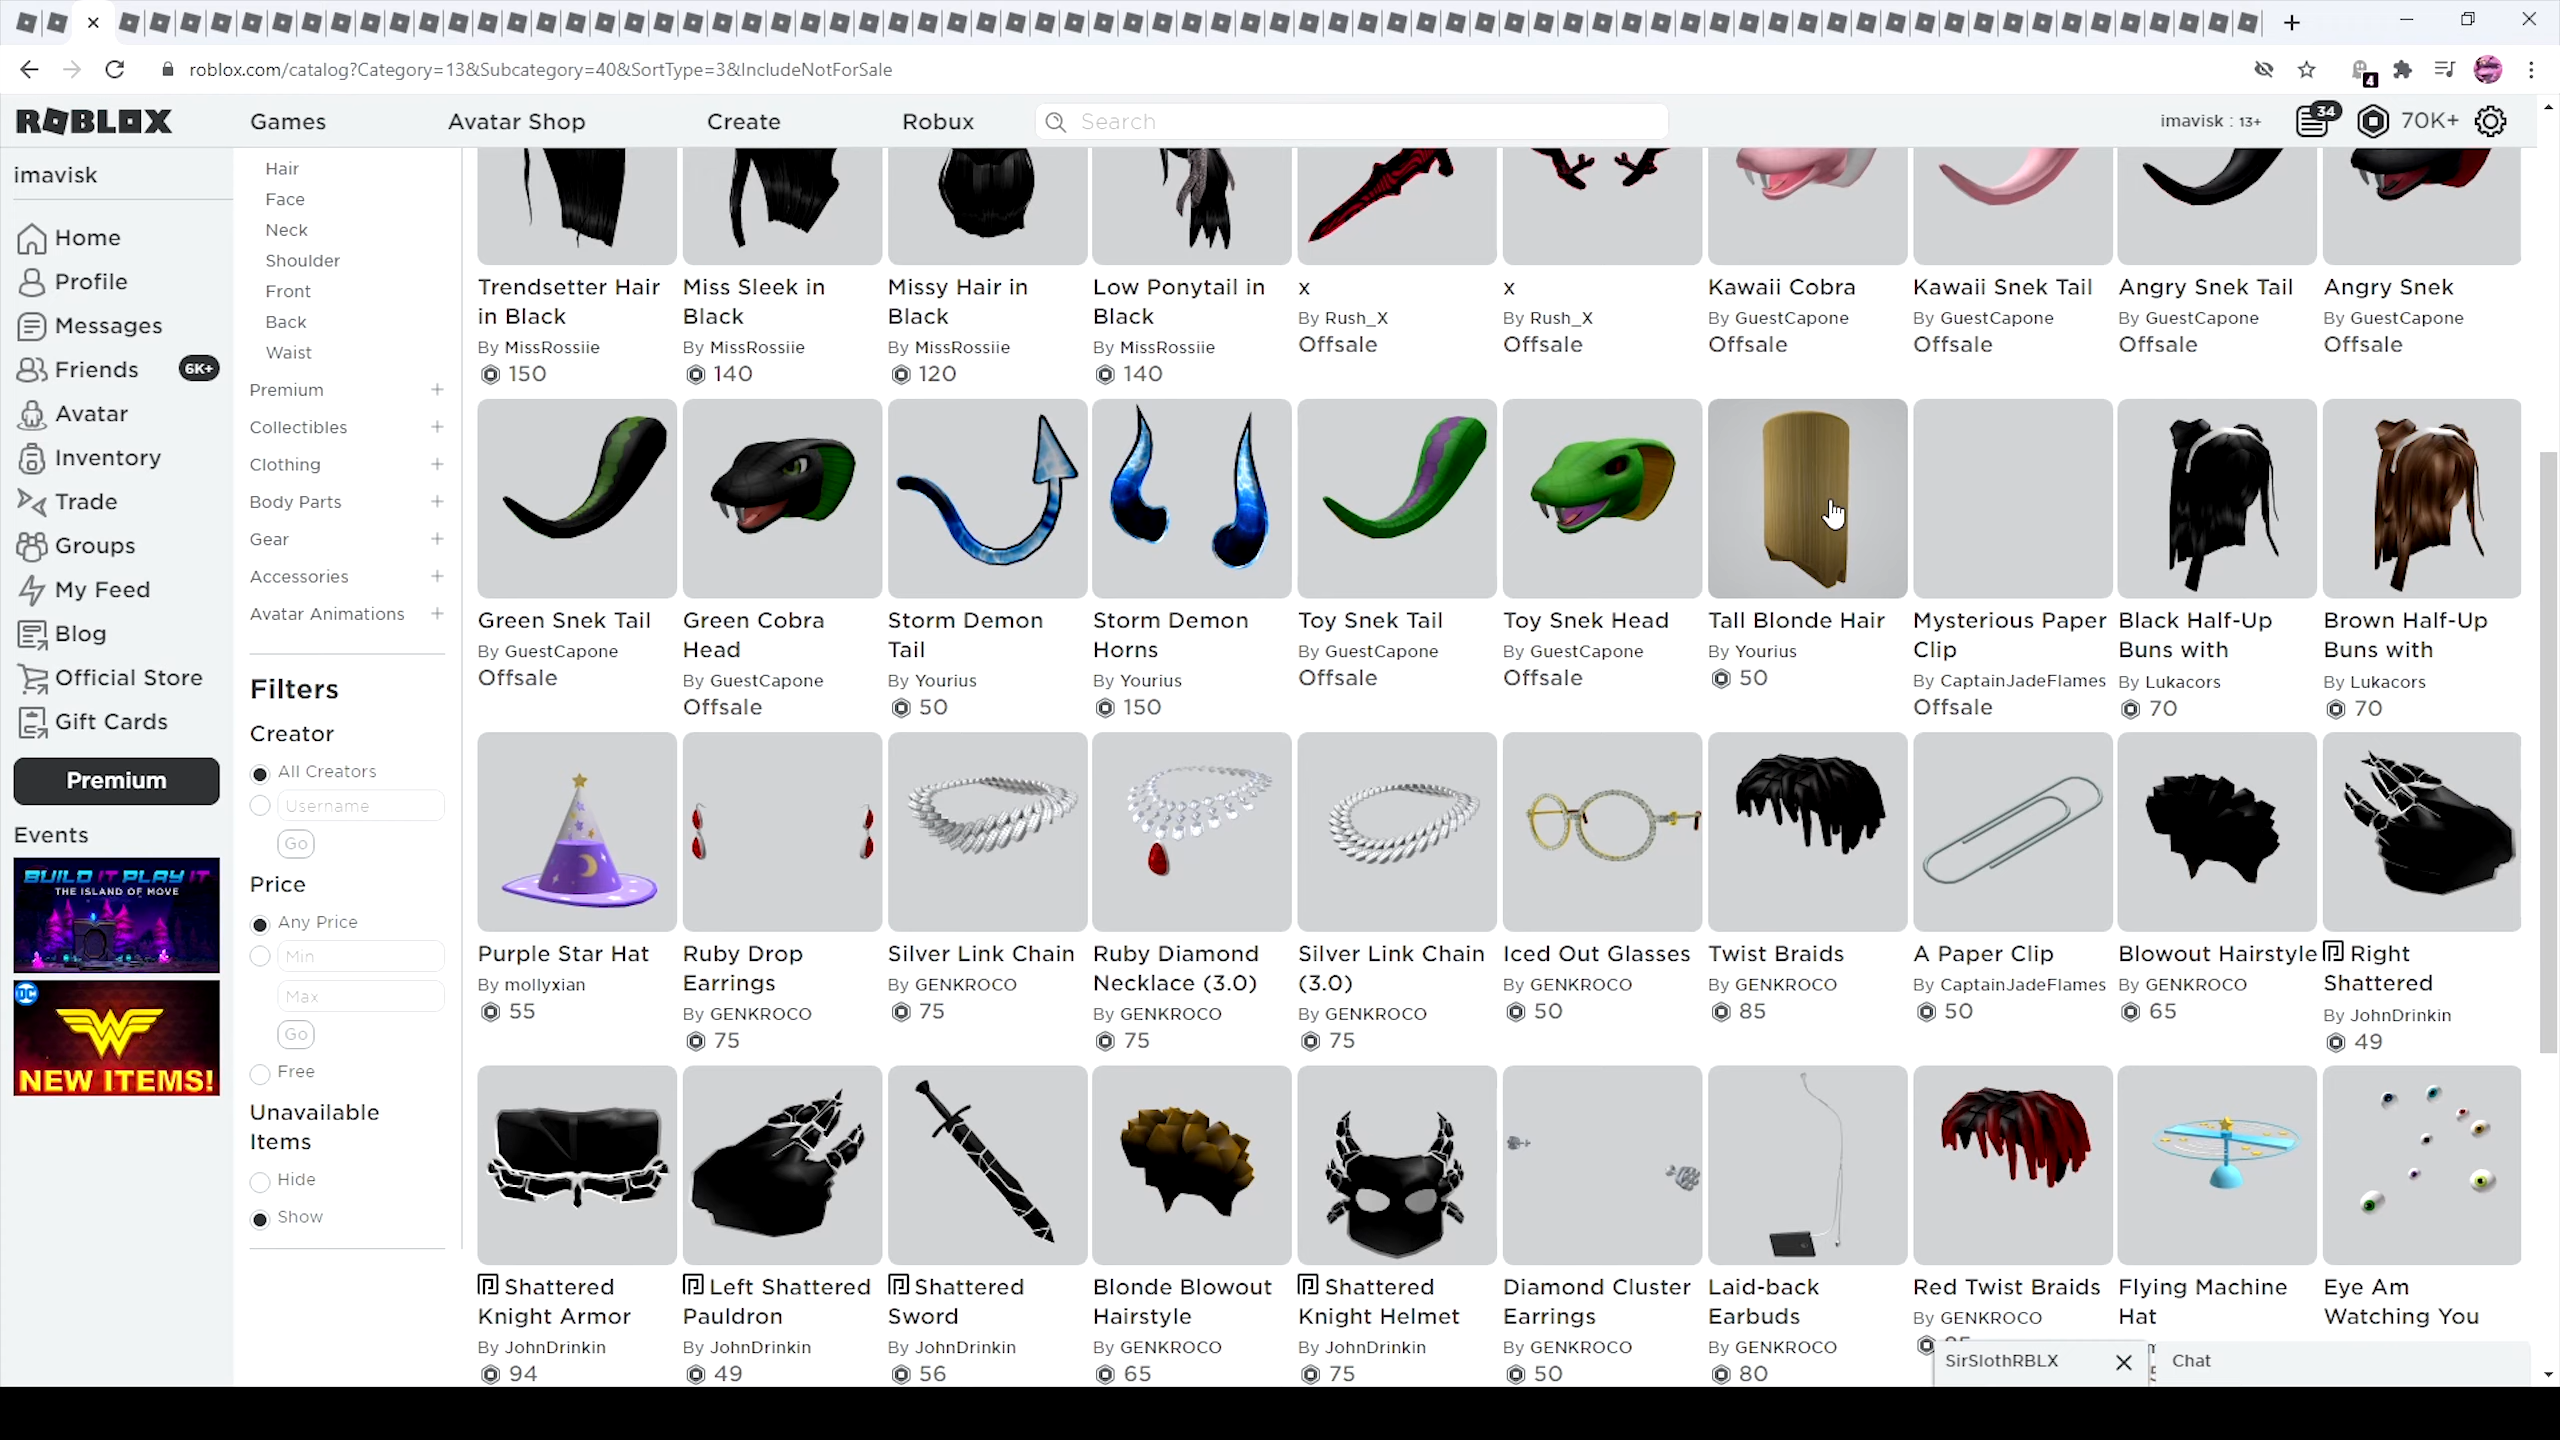 roblox.com/catalog?Category=13&Subcategory=40&SortType=3&IncludeNotForSale
4
ROBLOX Games Avatar Shop Create Robux Search imavisk : 13+ 34 70K+
imavisk
Home
Profile
Messages
Friends 6K+
Avatar
Inventory
Trade
Groups
My Feed
Blog
Official Store
Gift Cards
Premium
Events
BUILD IT PLAY IT
THE ISLAND OF MOVE
DC
NEW ITEMS!
Hair
Face
Neck
Shoulder
Front
Back
Waist
Premium +
Collectibles +
Clothing +
Body Parts +
Gear +
Accessories +
Avatar Animations +
Filters
Creator
All Creators
Username
Go
Price
Any Price
Min
Max
Go
Free
Unavailable
Items
Hide
Show
Trendsetter Hair
in Black
By MissRossiie
150
Miss Sleek in
Black
By MissRossiie
140
Missy Hair in
Black
By MissRossiie
120
Low Ponytail in
Black
By MissRossiie
140
x
By Rush_X
Offsale
x
By Rush_X
Offsale
Kawaii Cobra
By GuestCapone
Offsale
Kawaii Snek Tail
By GuestCapone
Offsale
Angry Snek Tail
By GuestCapone
Offsale
Angry Snek
By GuestCapone
Offsale
Green Snek Tail
By GuestCapone
Offsale
Green Cobra
Head
By GuestCapone
Offsale
Storm Demon
Tail
By Yourius
50
Storm Demon
Horns
By Yourius
150
Toy Snek Tail
By GuestCapone
Offsale
Toy Snek Head
By GuestCapone
Offsale
Tall Blonde Hair
By Yourius
50
Mysterious Paper
Clip
By CaptainJadeFlames
Offsale
Black Half-Up
Buns with
By Lukacors
70
Brown Half-Up
Buns with
By Lukacors
70
Purple Star Hat
By mollyxian
55
Ruby Drop
Earrings
By GENKROCO
75
Silver Link Chain
By GENKROCO
75
Ruby Diamond
Necklace (3.0)
By GENKROCO
75
Silver Link Chain
(3.0)
By GENKROCO
75
Iced Out Glasses
By GENKROCO
50
Twist Braids
By GENKROCO
85
A Paper Clip
By CaptainJadeFlames
50
Blowout Hairstyle
By GENKROCO
65
Right
Shattered
By JohnDrinkin
49
Shattered
Knight Armor
By JohnDrinkin
94
Left Shattered
Pauldron
By JohnDrinkin
49
Shattered
Sword
By JohnDrinkin
56
Blonde Blowout
Hairstyle
By GENKROCO
65
Shattered
Knight Helmet
By JohnDrinkin
75
Diamond Cluster
Earrings
By GENKROCO
50
Laid-back
Earbuds
By GENKROCO
80
Red Twist Braids
By GENKROCO
Flying Machine
Hat
Eye Am
Watching You
SirSlothRBLX
Chat